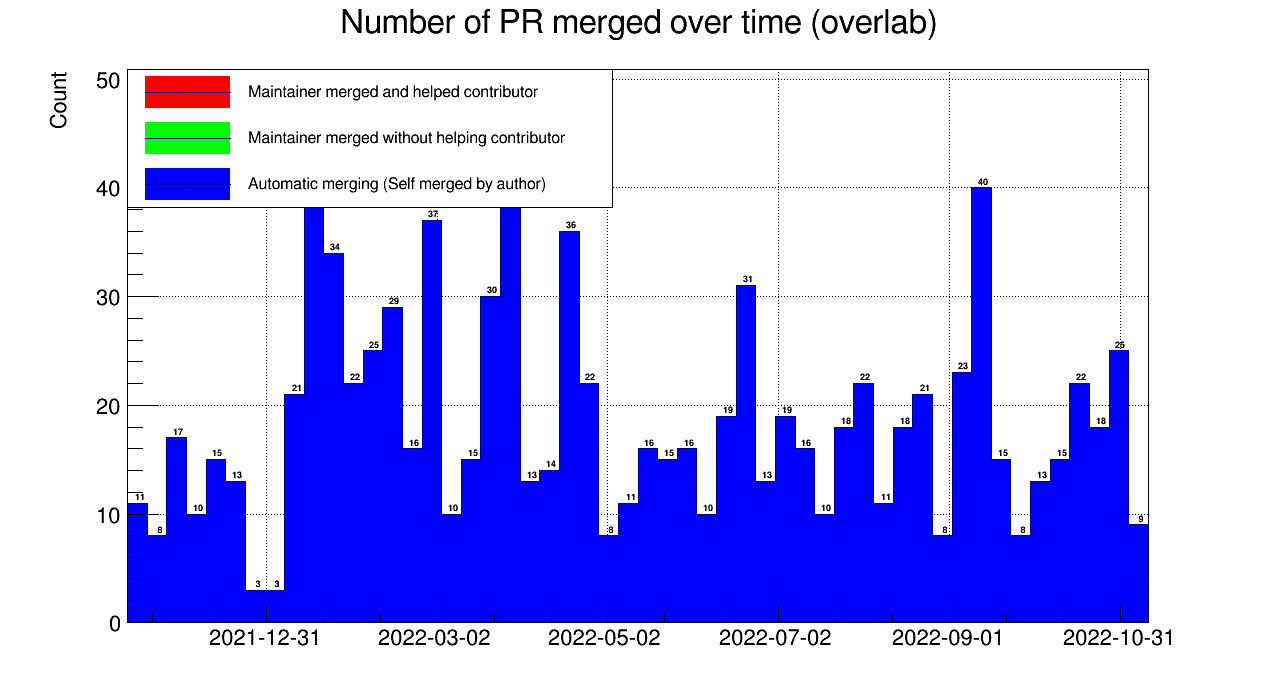 Number of PR merged over time (overlab)
Count
50
40
30
20
10
0
Maintainer merged and helped contributor
Maintainer merged without helping contributor
Automatic merging (Self merged by author)
11 8 17 10 15 13 3 3 21 34 22 25 29 16 37 10 15 30 13 14 36 22 8 11 16 15 16 10 19 31 13 19 16 10 18 22 11 18 21 8 23 40 15 8 13 15 22 18 25 9
2021-12-31 2022-03-02 2022-05-02 2022-07-02 2022-09-01 2022-10-31